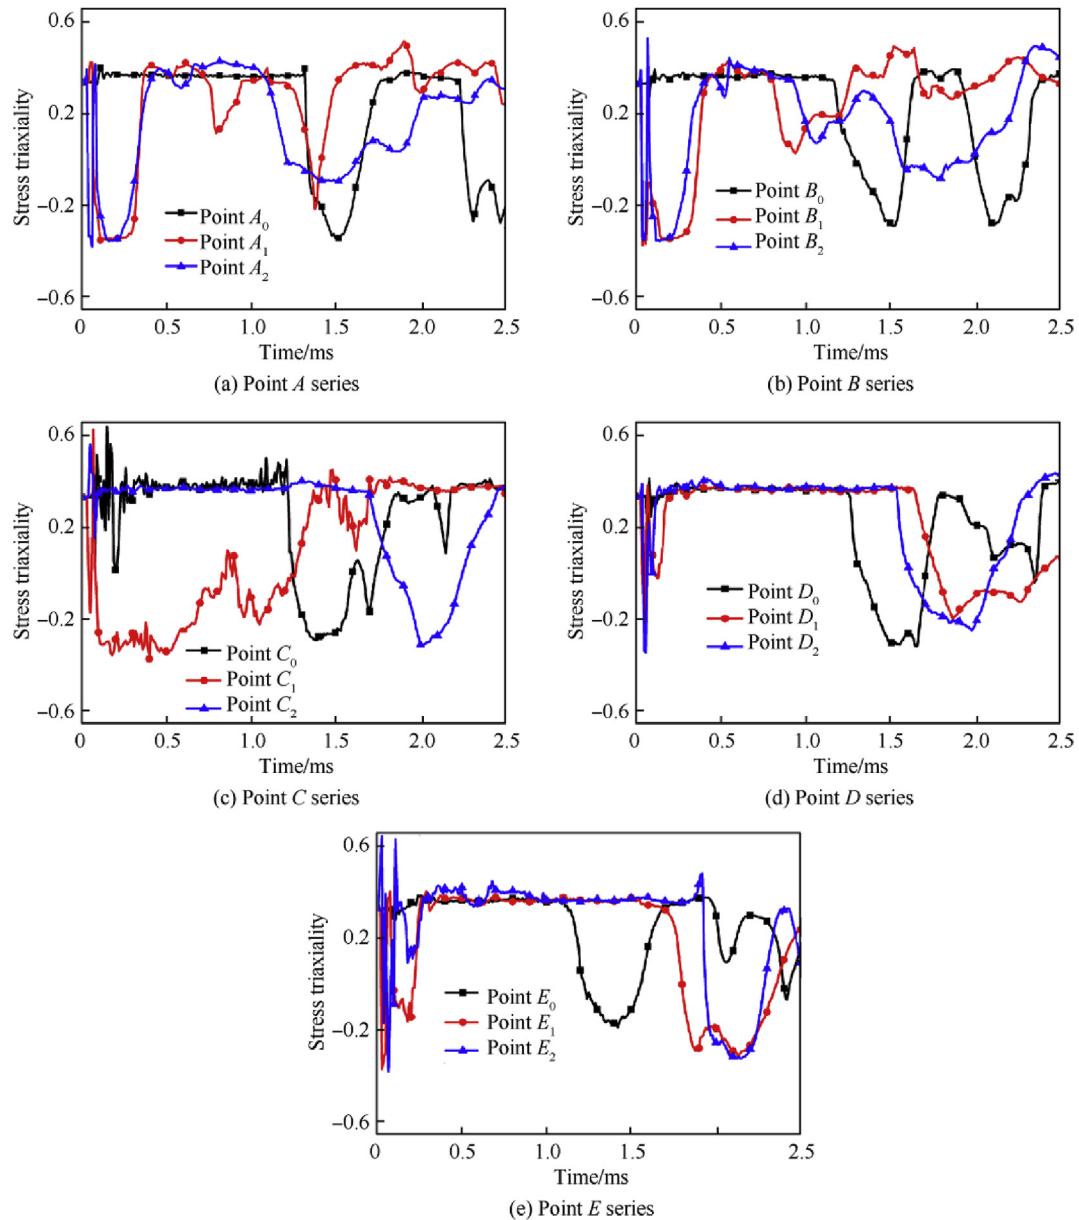 0.6
0.2
−0.2
−0.6
Stress triaxiality
Point A₀
Point A₁
Point A₂
0 0.5 1.0 1.5 2.0 2.5
Time/ms
(a) Point A series
0.6
0.2
−0.2
−0.6
Stress triaxiality
Point B₀
Point B₁
Point B₂
0 0.5 1.0 1.5 2.0 2.5
Time/ms
(b) Point B series
0.6
0.2
−0.2
−0.6
Stress triaxiality
Point C₀
Point C₁
Point C₂
0 0.5 1.0 1.5 2.0 2.5
Time/ms
(c) Point C series
0.6
0.2
−0.2
−0.6
Stress triaxiality
Point D₀
Point D₁
Point D₂
0 0.5 1.0 1.5 2.0 2.5
Time/ms
(d) Point D series
0.6
0.2
−0.2
−0.6
Stress triaxiality
Point E₀
Point E₁
Point E₂
0 0.5 1.0 1.5 2.0 2.5
Time/ms
(e) Point E series